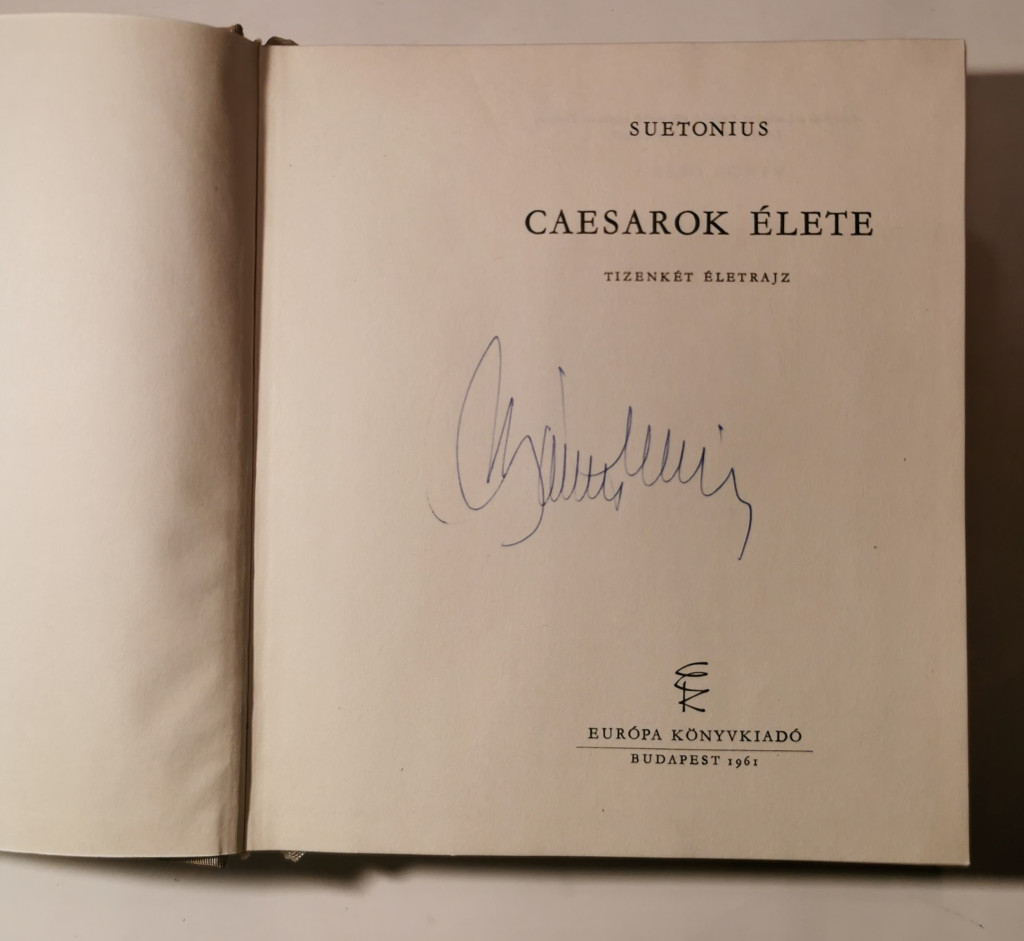 SUETONIUS
CAESAROK ÉLETE
TIZENKÉT ÉLETRAJZ
EURÓPA KÖNYVKIADÓ
BUDAPEST 1961